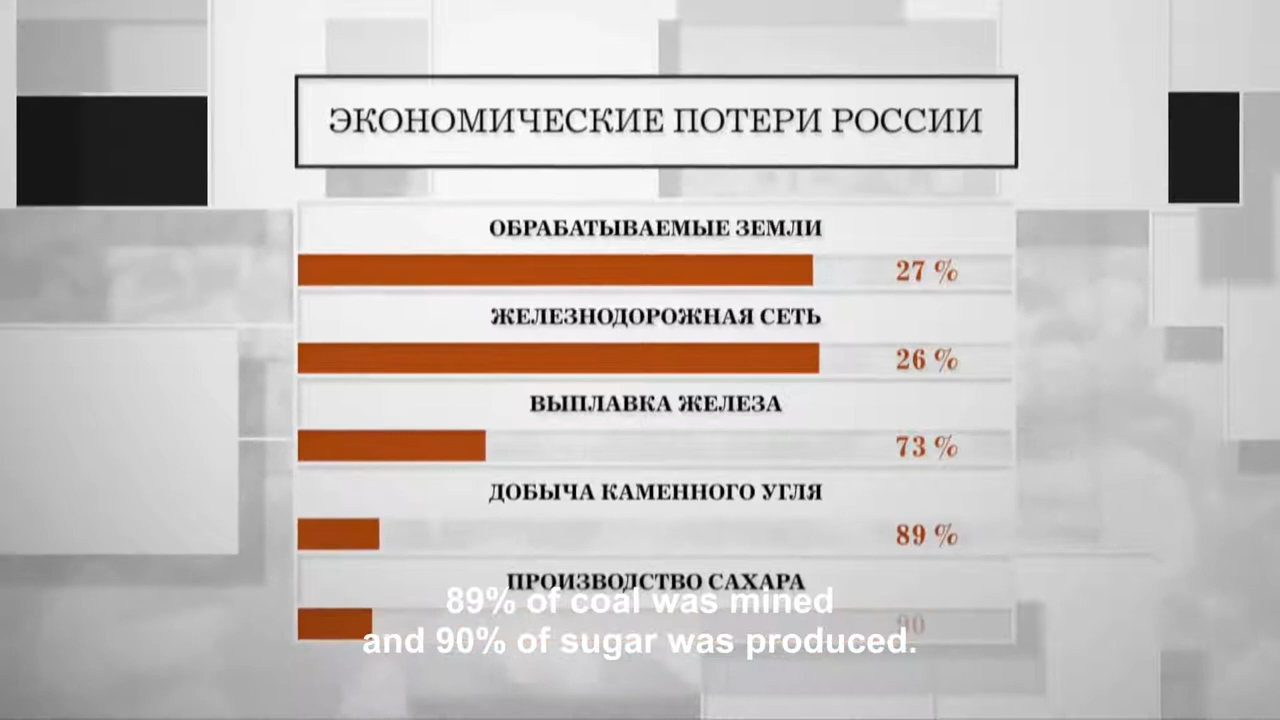 ЭКОНОМИЧЕСКИЕ ПОТЕРИ РОССИИ
ОБРАБАТЫВАЕМЫЕ ЗЕМЛИ
27 %
ЖЕЛЕЗНОДОРОЖНАЯ СЕТЬ
26 %
ВЫПЛАВКА ЖЕЛЕЗА
73 %
ДОБЫЧА КАМЕННОГО УГЛЯ
89 %
ПРОИЗВОДСТВО САХАРА
90
89% of coal was mined
and 90% of sugar was produced.